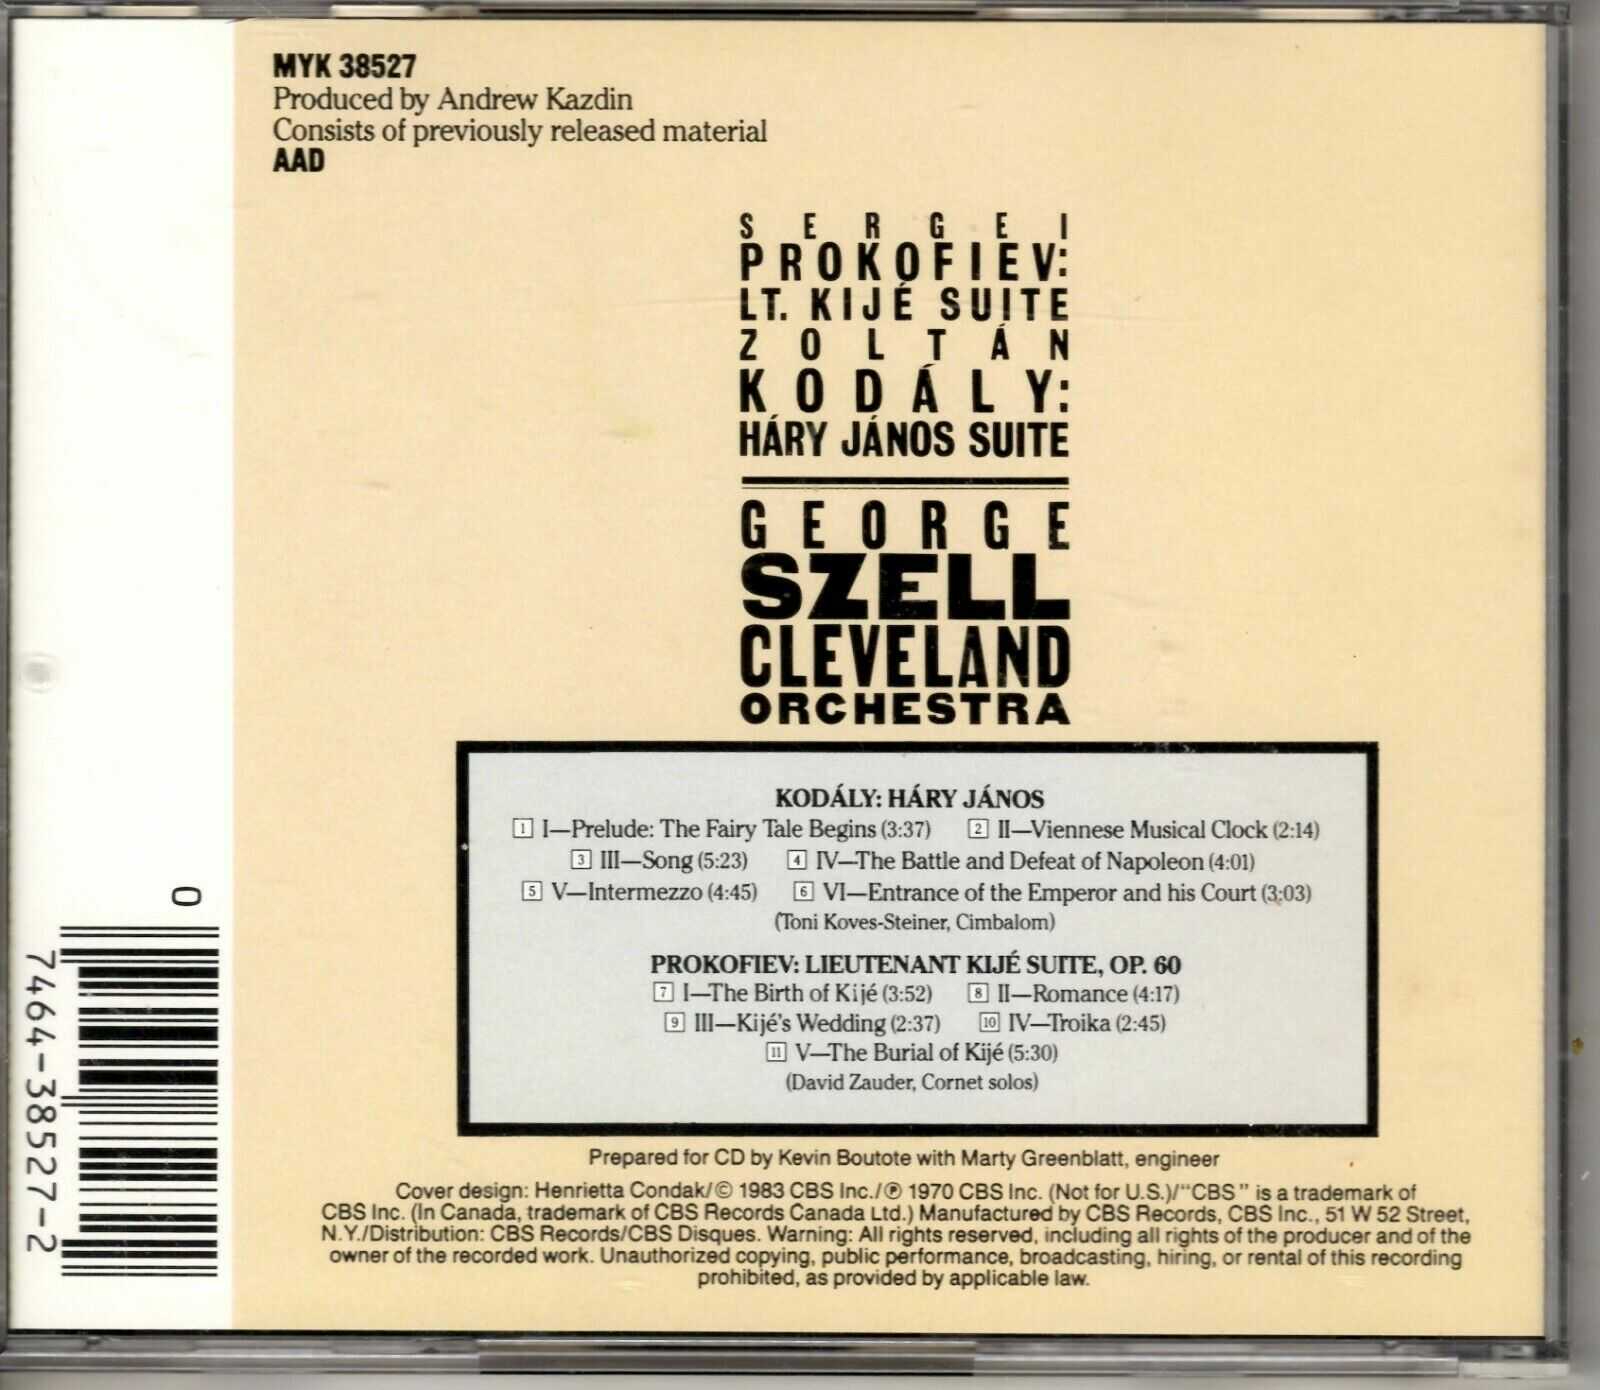 MYK 38527
Produced by Andrew Kazdin
Consists of previously released material
AAD
SERGEI
PROKOFIEV:
LT. KIJÉ SUITE
ZOLTÁN
KODÁLY:
HÁRY JÁNOS SUITE
GEORGE
SZELL
CLEVELAND
ORCHESTRA
KODÁLY: HÁRY JÁNOS
1 I—Prelude: The Fairy Tale Begins (3:37) 2 II—Viennese Musical Clock (2:14)
3 III—Song (5:23) 4 IV—The Battle and Defeat of Napoleon (4:01)
5 V—Intermezzo (4:45) 6 VI—Entrance of the Emperor and his Court (3:03)
(Toni Koves-Steiner, Cimbalom)
PROKOFIEV: LIEUTENANT KIJÉ SUITE, OP. 60
7 I—The Birth of Kijé (3:52) 8 II—Romance (4:17)
9 III—Kijé's Wedding (2:37) 10 IV—Troika (2:45)
11 V—The Burial of Kijé (5:30)
(David Zauder, Cornet solos)
Prepared for CD by Kevin Boutote with Marty Greenblatt, engineer
Cover design: Henrietta Condak/© 1983 CBS Inc./℗ 1970 CBS Inc. (Not for U.S.)/"CBS" is a trademark of
CBS Inc. (In Canada, trademark of CBS Records Canada Ltd.) Manufactured by CBS Records, CBS Inc., 51 W 52 Street,
N.Y./Distribution: CBS Records/CBS Disques. Warning: All rights reserved, including all rights of the producer and of the
owner of the recorded work. Unauthorized copying, public performance, broadcasting, hiring, or rental of this recording
prohibited, as provided by applicable law.
0
7464-38527-2